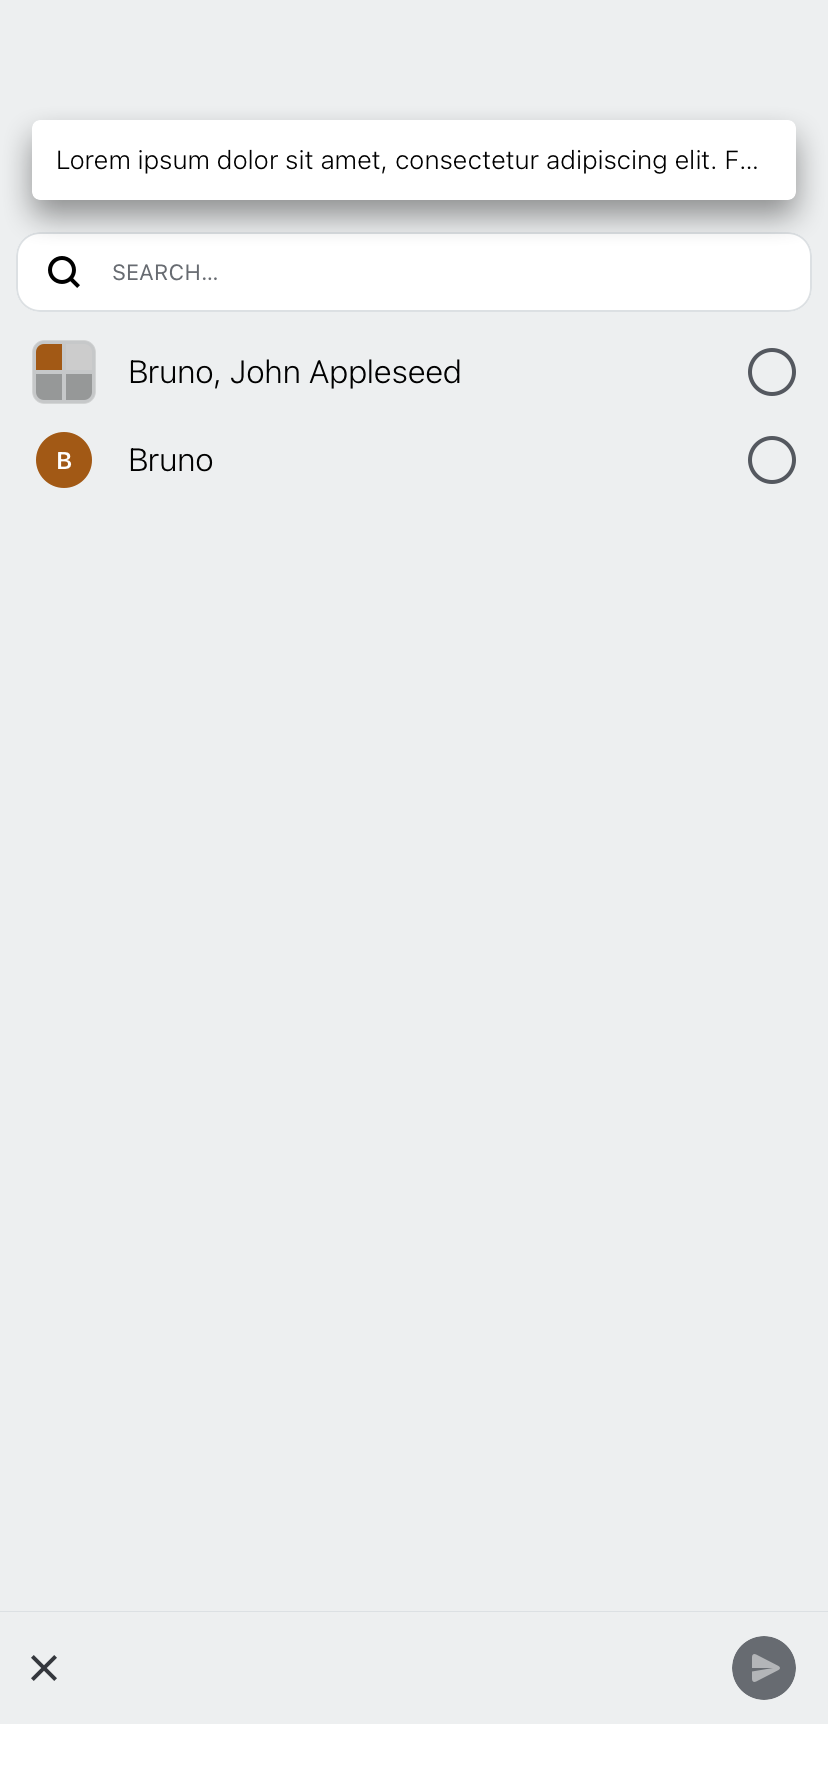 Lorem ipsum dolor sit amet, consectetur adipiscing elit. F...
SEARCH...
Bruno, John Appleseed
B
Bruno